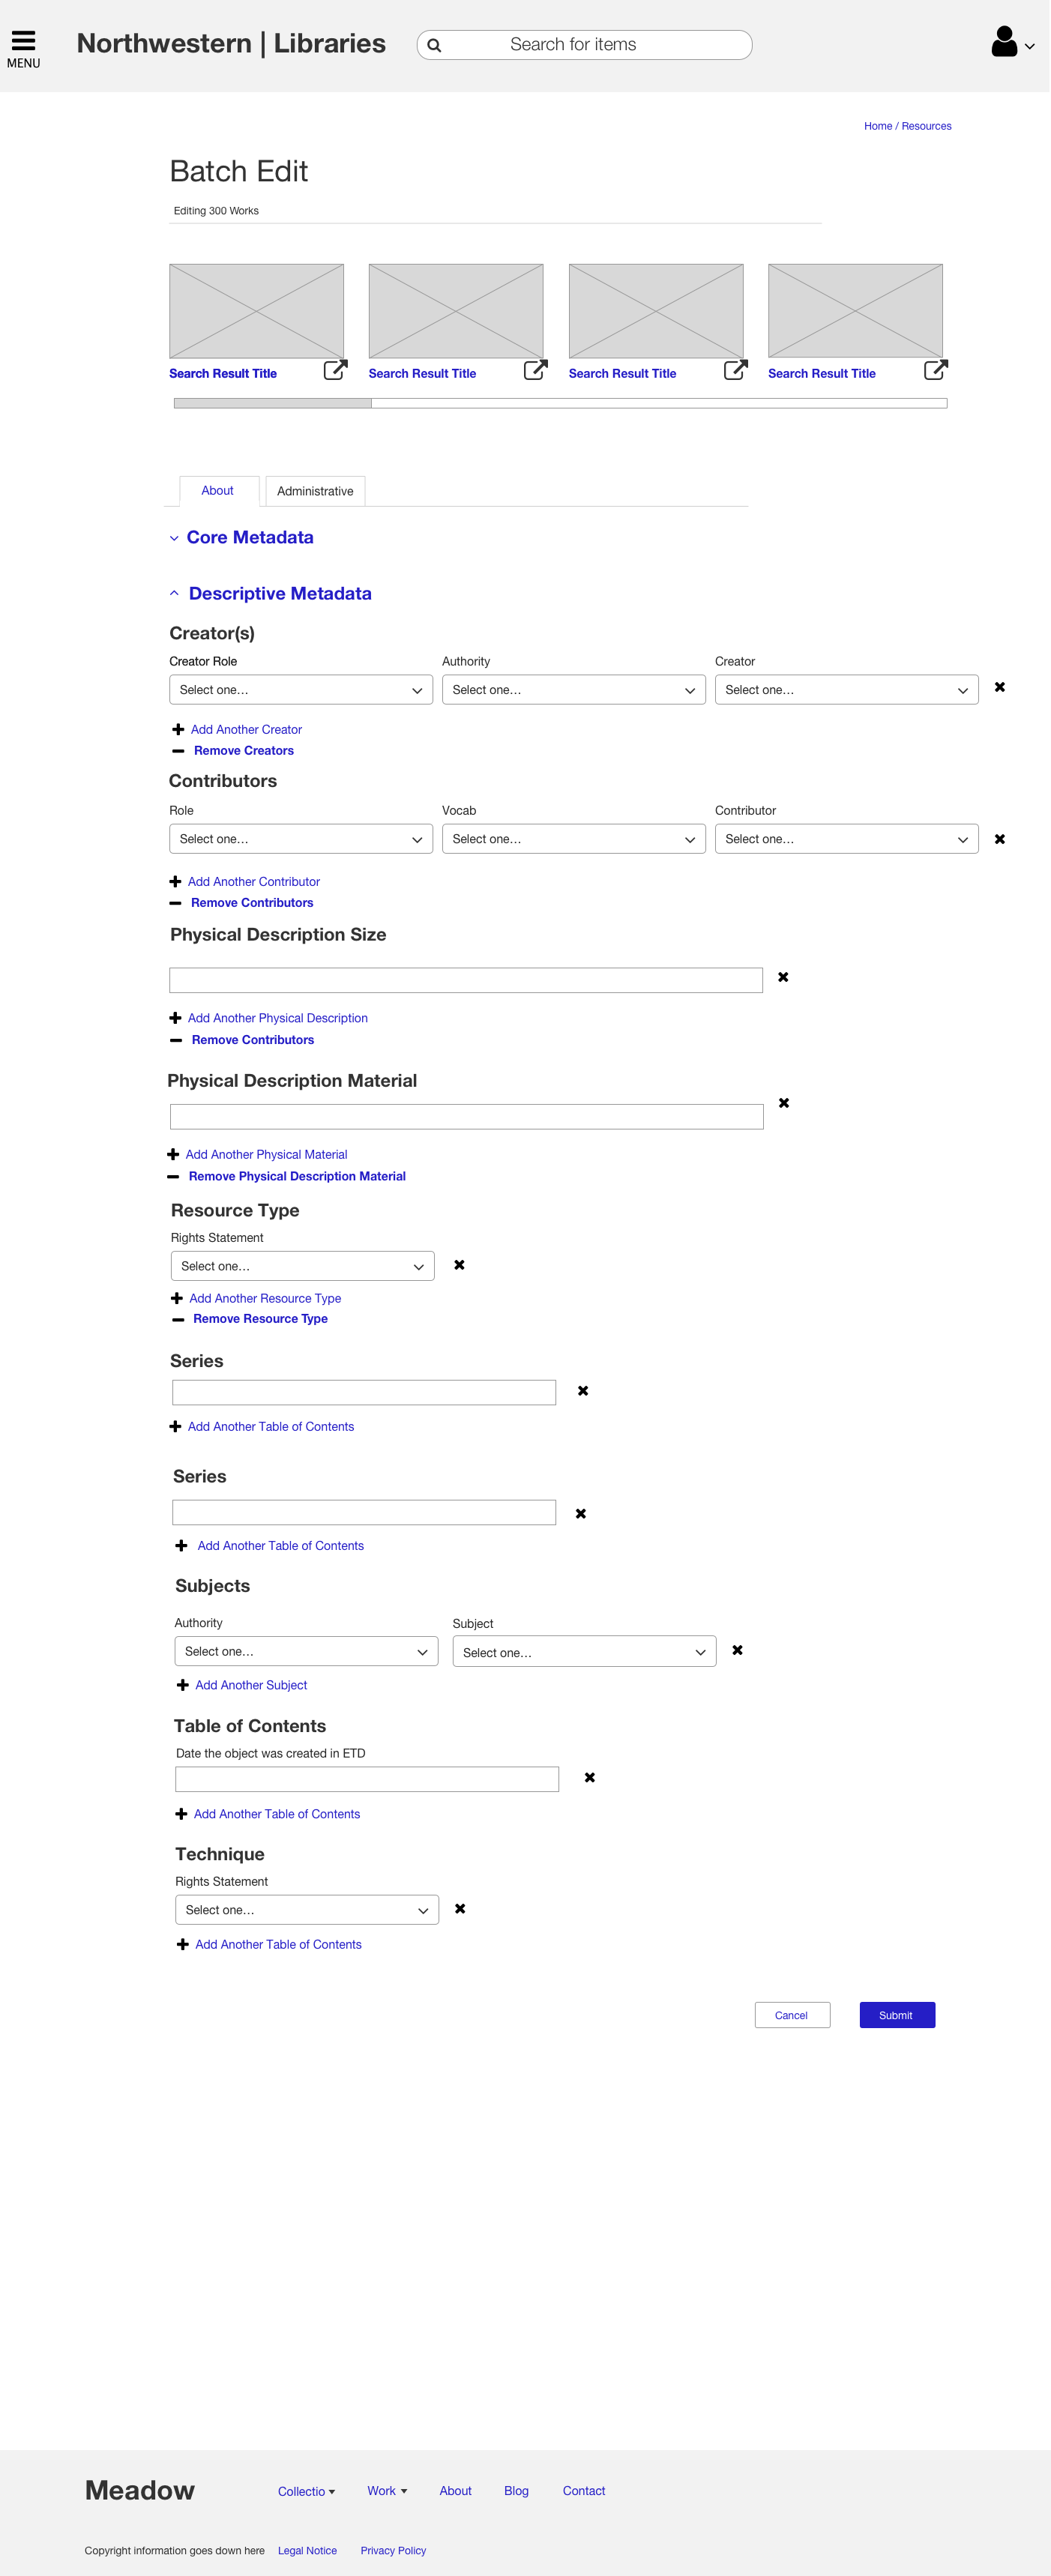 MENU
Northwestern | Libraries
Search for items
Home / Resources
Batch Edit
Editing 300 Works
Search Result Title
Search Result Title
Search Result Title
Search Result Title
About
Administrative
Core Metadata
Descriptive Metadata
Creator(s)
Creator Role
Authority
Creator
Select one...
Select one...
Select one...
Add Another Creator
Remove Creators
Contributors
Role
Vocab
Contributor
Select one...
Select one...
Select one...
Add Another Contributor
Remove Contributors
Physical Description Size
Add Another Physical Description
Remove Contributors
Physical Description Material
Add Another Physical Material
Remove Physical Description Material
Resource Type
Rights Statement
Select one...
Add Another Resource Type
Remove Resource Type
Series
Add Another Table of Contents
Series
Add Another Table of Contents
Subjects
Authority
Subject
Select one...
Select one...
Add Another Subject
Table of Contents
Date the object was created in ETD
Add Another Table of Contents
Technique
Rights Statement
Select one...
Add Another Table of Contents
Cancel
Submit
Meadow
Collectio
Work
About
Blog
Contact
Copyright information goes down here
Legal Notice
Privacy Policy